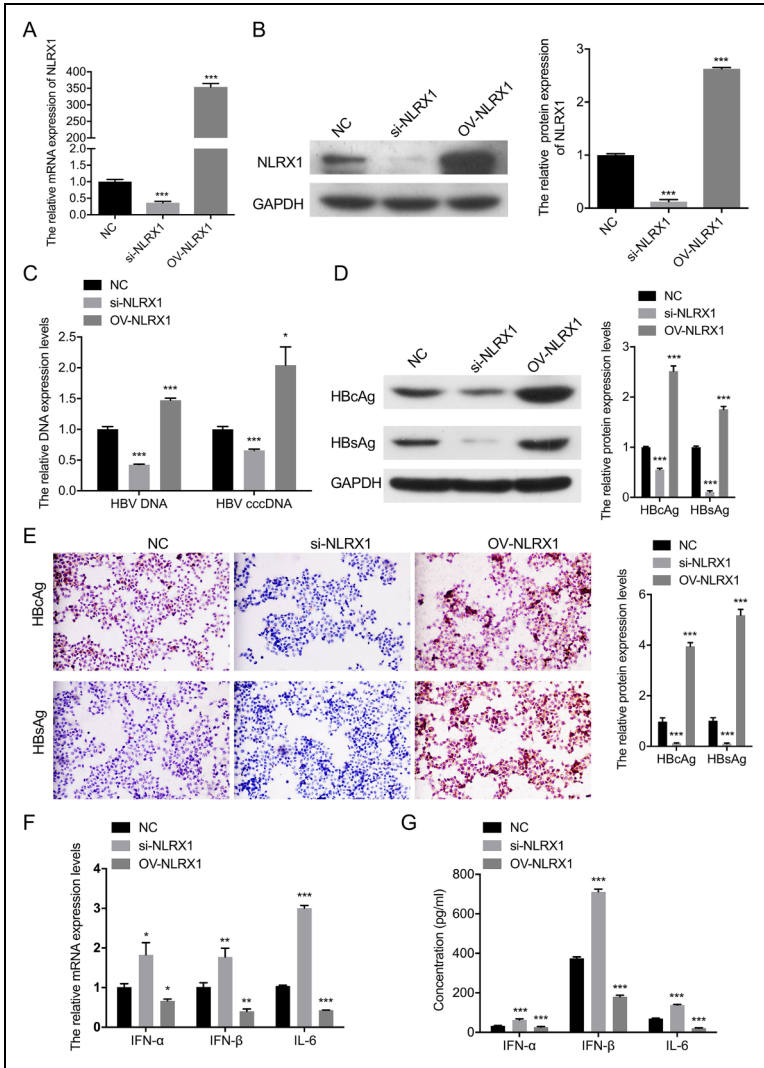 A
The relative mRNA expression of NLRX1
400
350
300
250
200
150
1.0
0.5
0.0
***
***
NC
si-NLRX1
OV-NLRX1
B
NC
si-NLRX1
OV-NLRX1
NLRX1
GAPDH
The relative protein expression
of NLRX1
3
2
1
0
***
***
NC
si-NLRX1
OV-NLRX1
C
NC
si-NLRX1
OV-NLRX1
The relative DNA expression levels
2.5
2.0
1.5
1.0
0.5
0.0
***
***
***
*
HBV DNA
HBV cccDNA
D
NC
si-NLRX1
OV-NLRX1
HBcAg
HBsAg
GAPDH
NC
si-NLRX1
OV-NLRX1
The relative protein expression levels
3
2
1
0
***
***
***
***
HBcAg
HBsAg
E
NC
si-NLRX1
OV-NLRX1
HBcAg
HBsAg
NC
si-NLRX1
OV-NLRX1
The relative protein expression levels
6
4
2
0
***
***
***
***
HBcAg
HBsAg
F
NC
si-NLRX1
OV-NLRX1
The relative mRNA expression levels
4
3
2
1
0
*
*
**
**
***
***
IFN-α
IFN-β
IL-6
G
NC
si-NLRX1
OV-NLRX1
Concentration (pg/ml)
800
600
400
200
0
***
***
***
***
***
***
IFN-α
IFN-β
IL-6